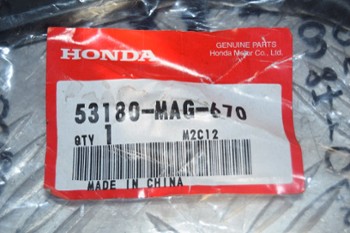 HONDA
GENUINE PARTS
Honda Motor Co., Ltd.
53180-MAG-670
QTY 1 M2C12
MADE IN CHINA